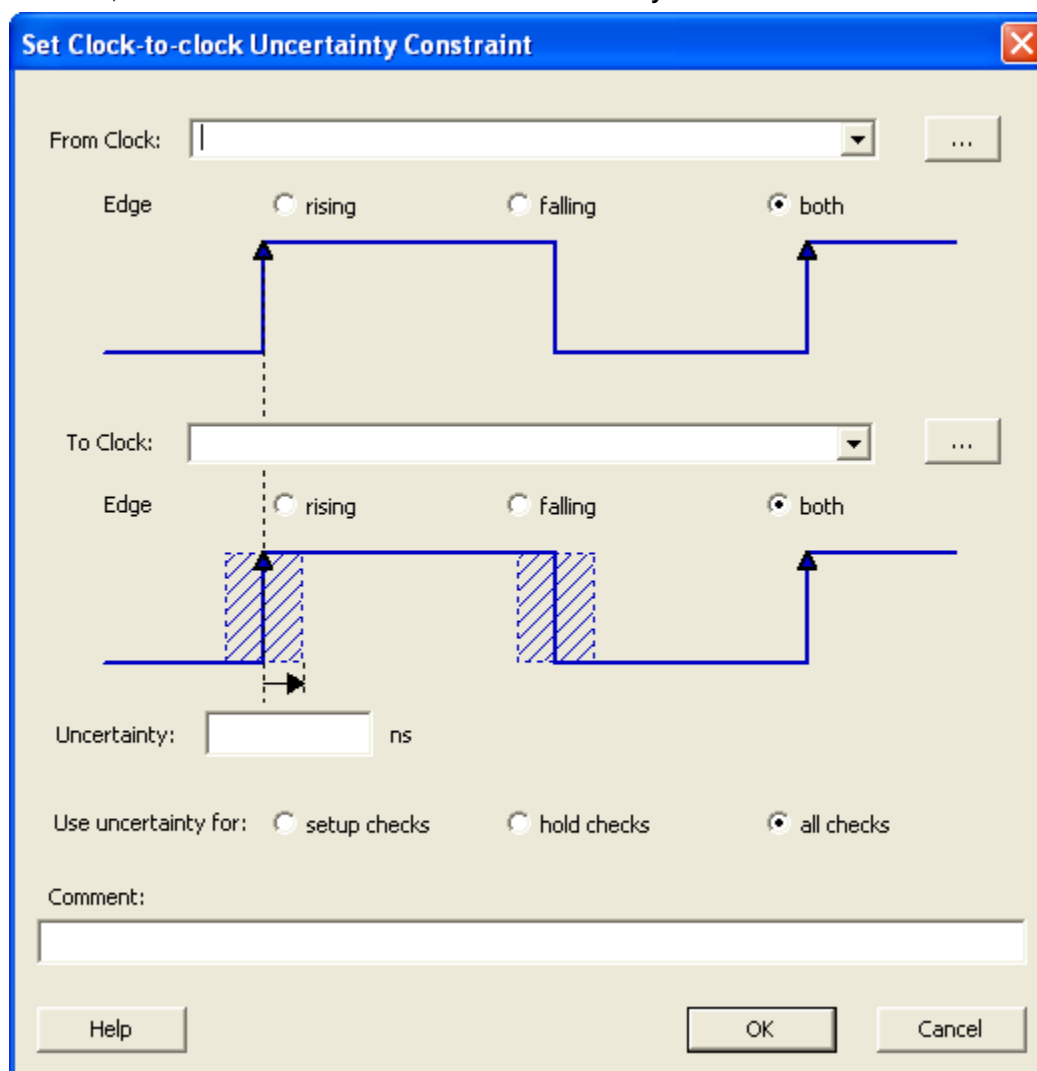 Set Clock-to-clock Uncertainty Constraint
From Clock: ...
Edge rising falling both
To Clock: ...
Edge rising falling both
Uncertainty: ns
Use uncertainty for: setup checks hold checks all checks
Comment:
Help OK Cancel